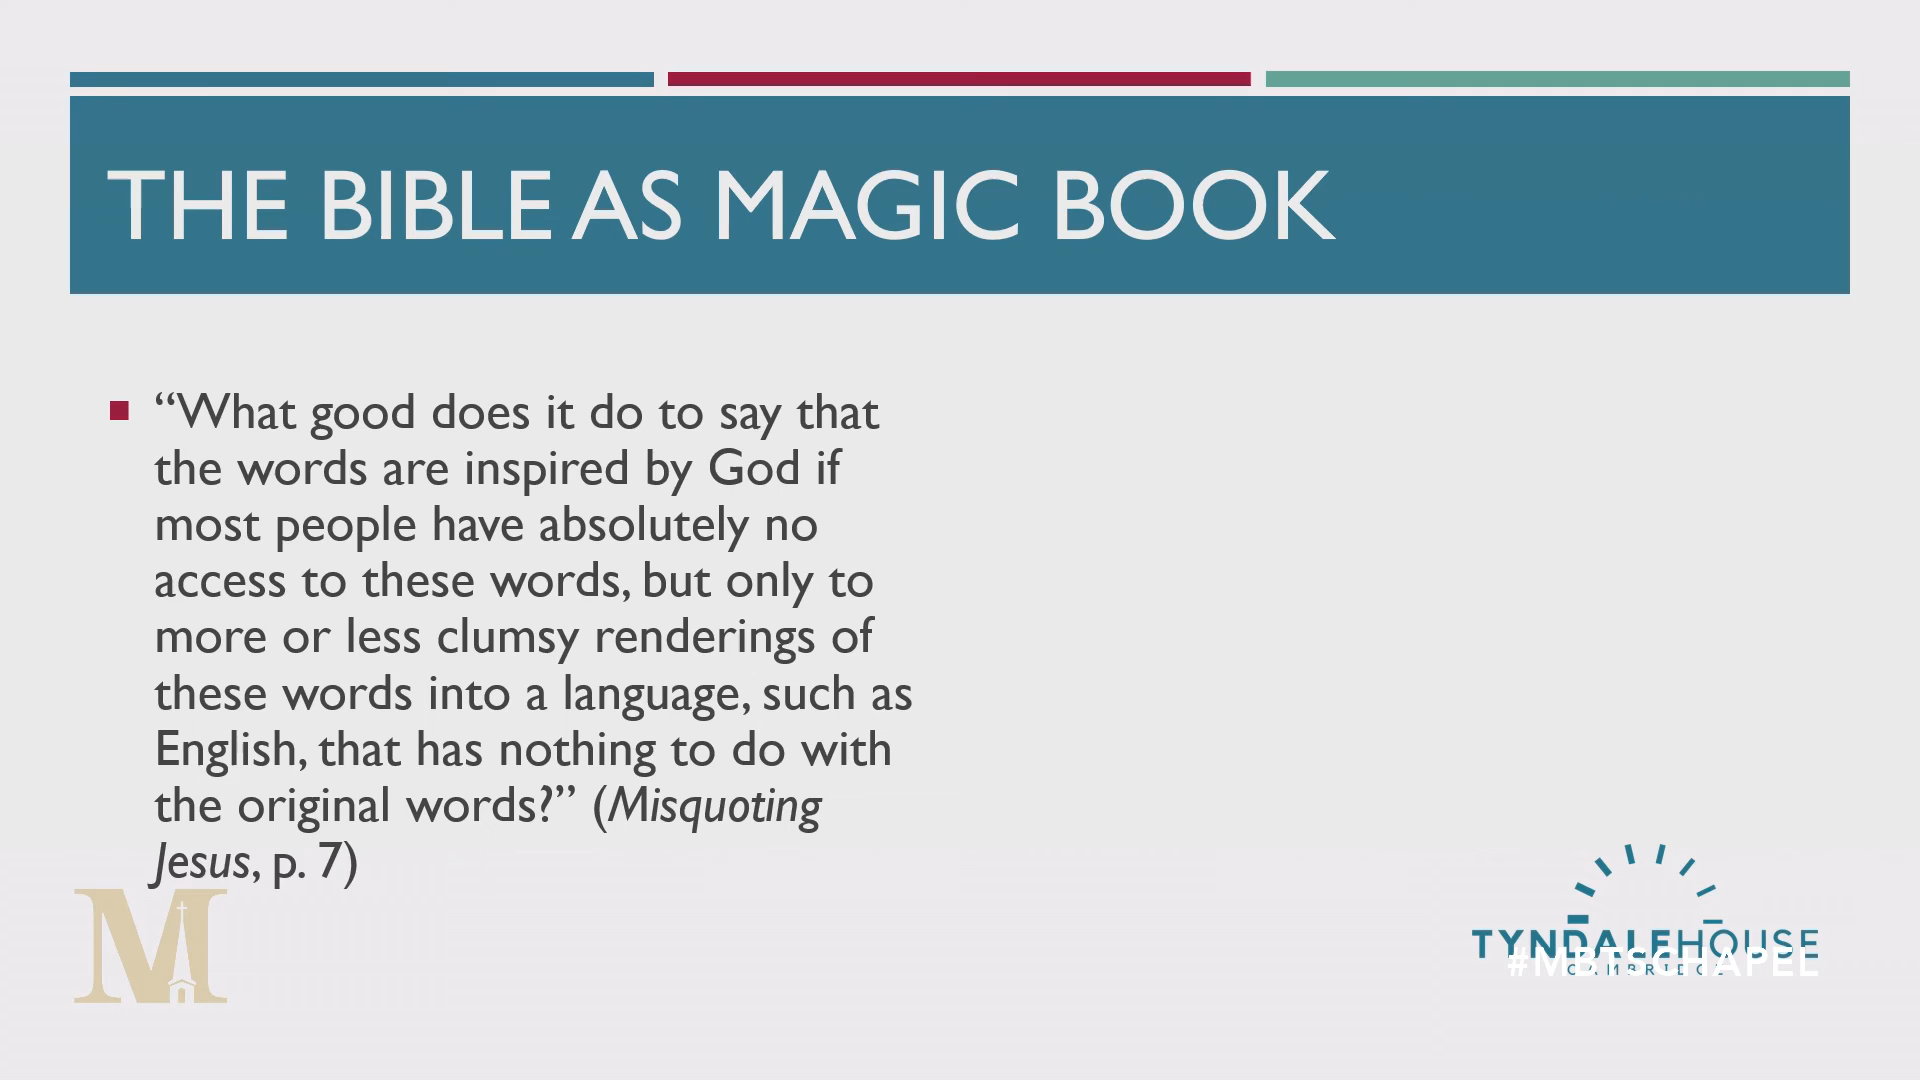 THE BIBLE AS MAGIC BOOK
“What good does it do to say that
the words are inspired by God if
most people have absolutely no
access to these words, but only to
more or less clumsy renderings of
these words into a language, such as
English, that has nothing to do with
the original words?” (Misquoting
Jesus, p. 7)
M
TYNDALEHOUSE
CAMBRIDGE
#MBTSCHAPEL